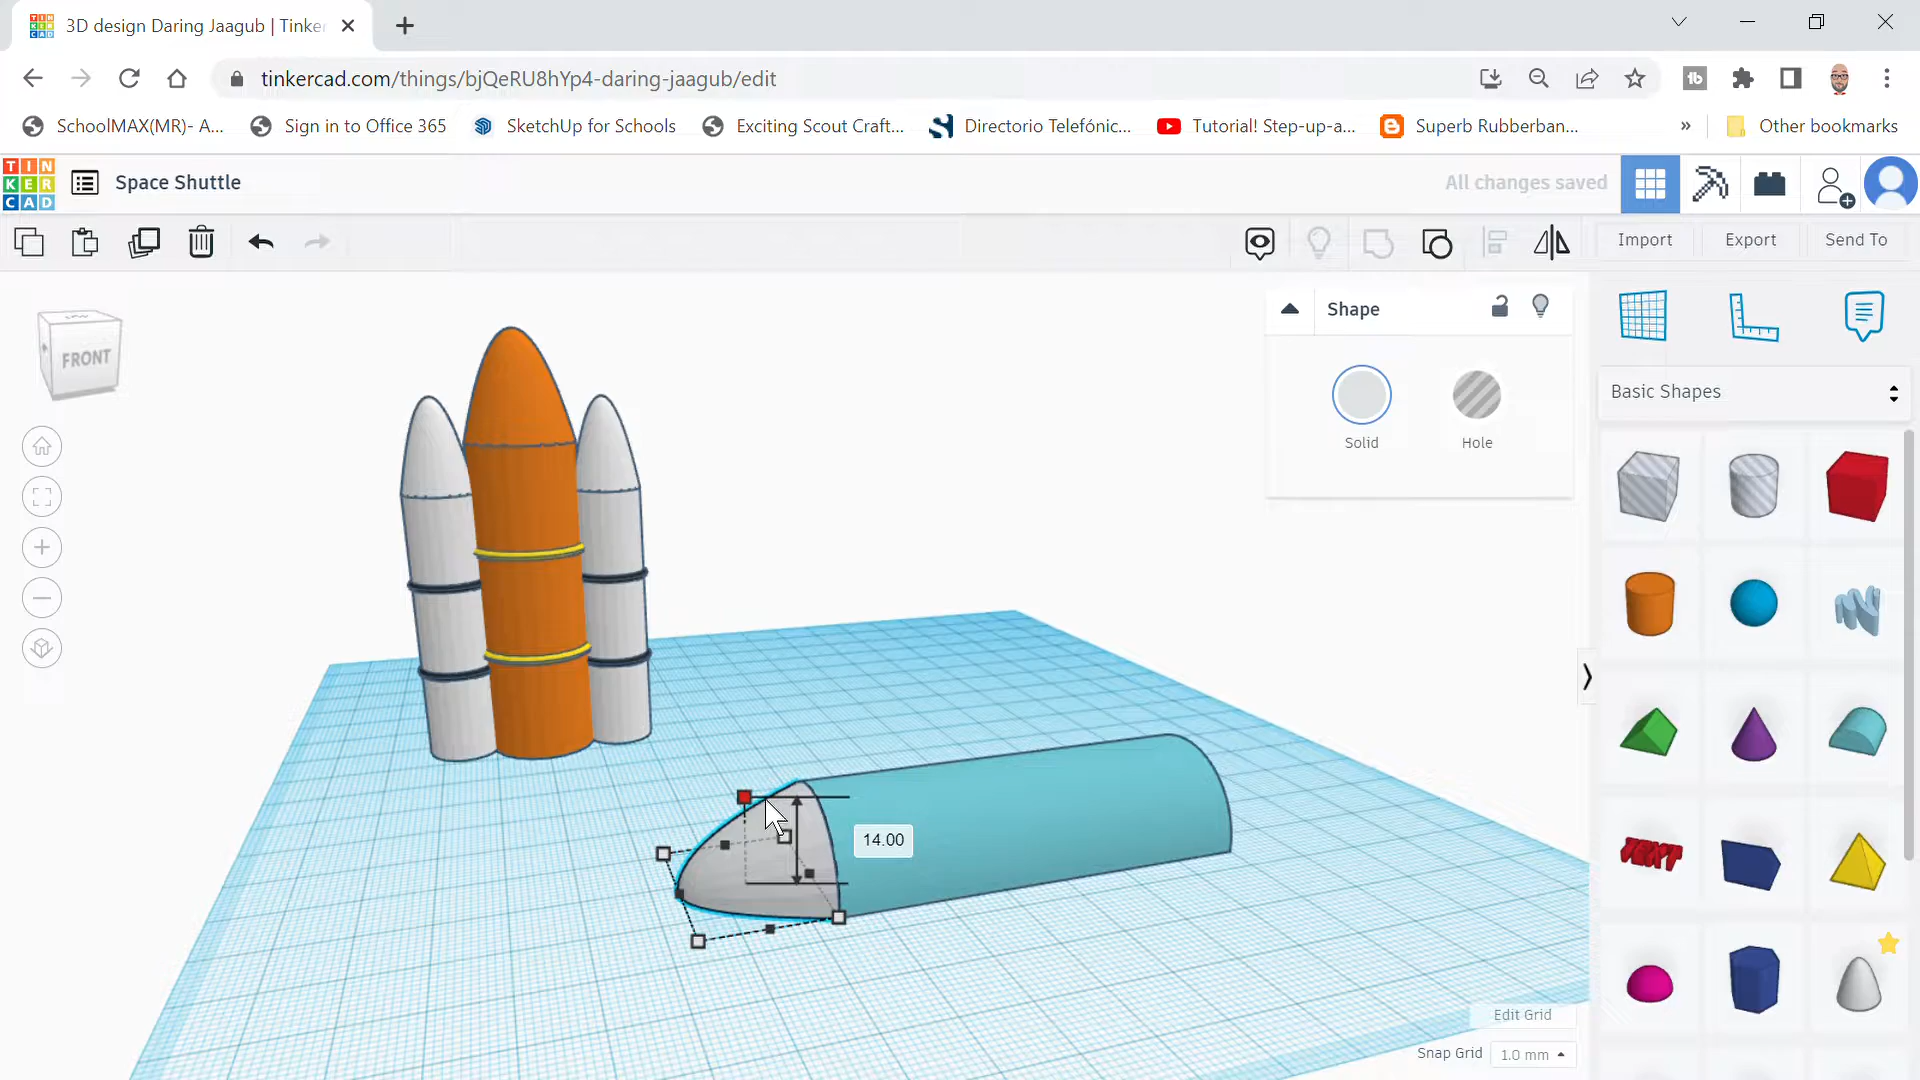 3D design Daring Jaagub | Tinke
tinkercad.com/things/bjQeRU8hYp4-daring-jaagub/edit
SchoolMAX(MR)- A...
Sign in to Office 365
SketchUp for Schools
Exciting Scout Craft...
Directorio Telefónic...
Tutorial! Step-up-a...
Superb Rubberban...
»
Other bookmarks
TIN
KER
CAD
Space Shuttle
All changes saved
Import
Export
Send To
FRONT
Shape
Solid
Hole
Basic Shapes
TEXT
14.00
Edit Grid
Snap Grid
1.0 mm